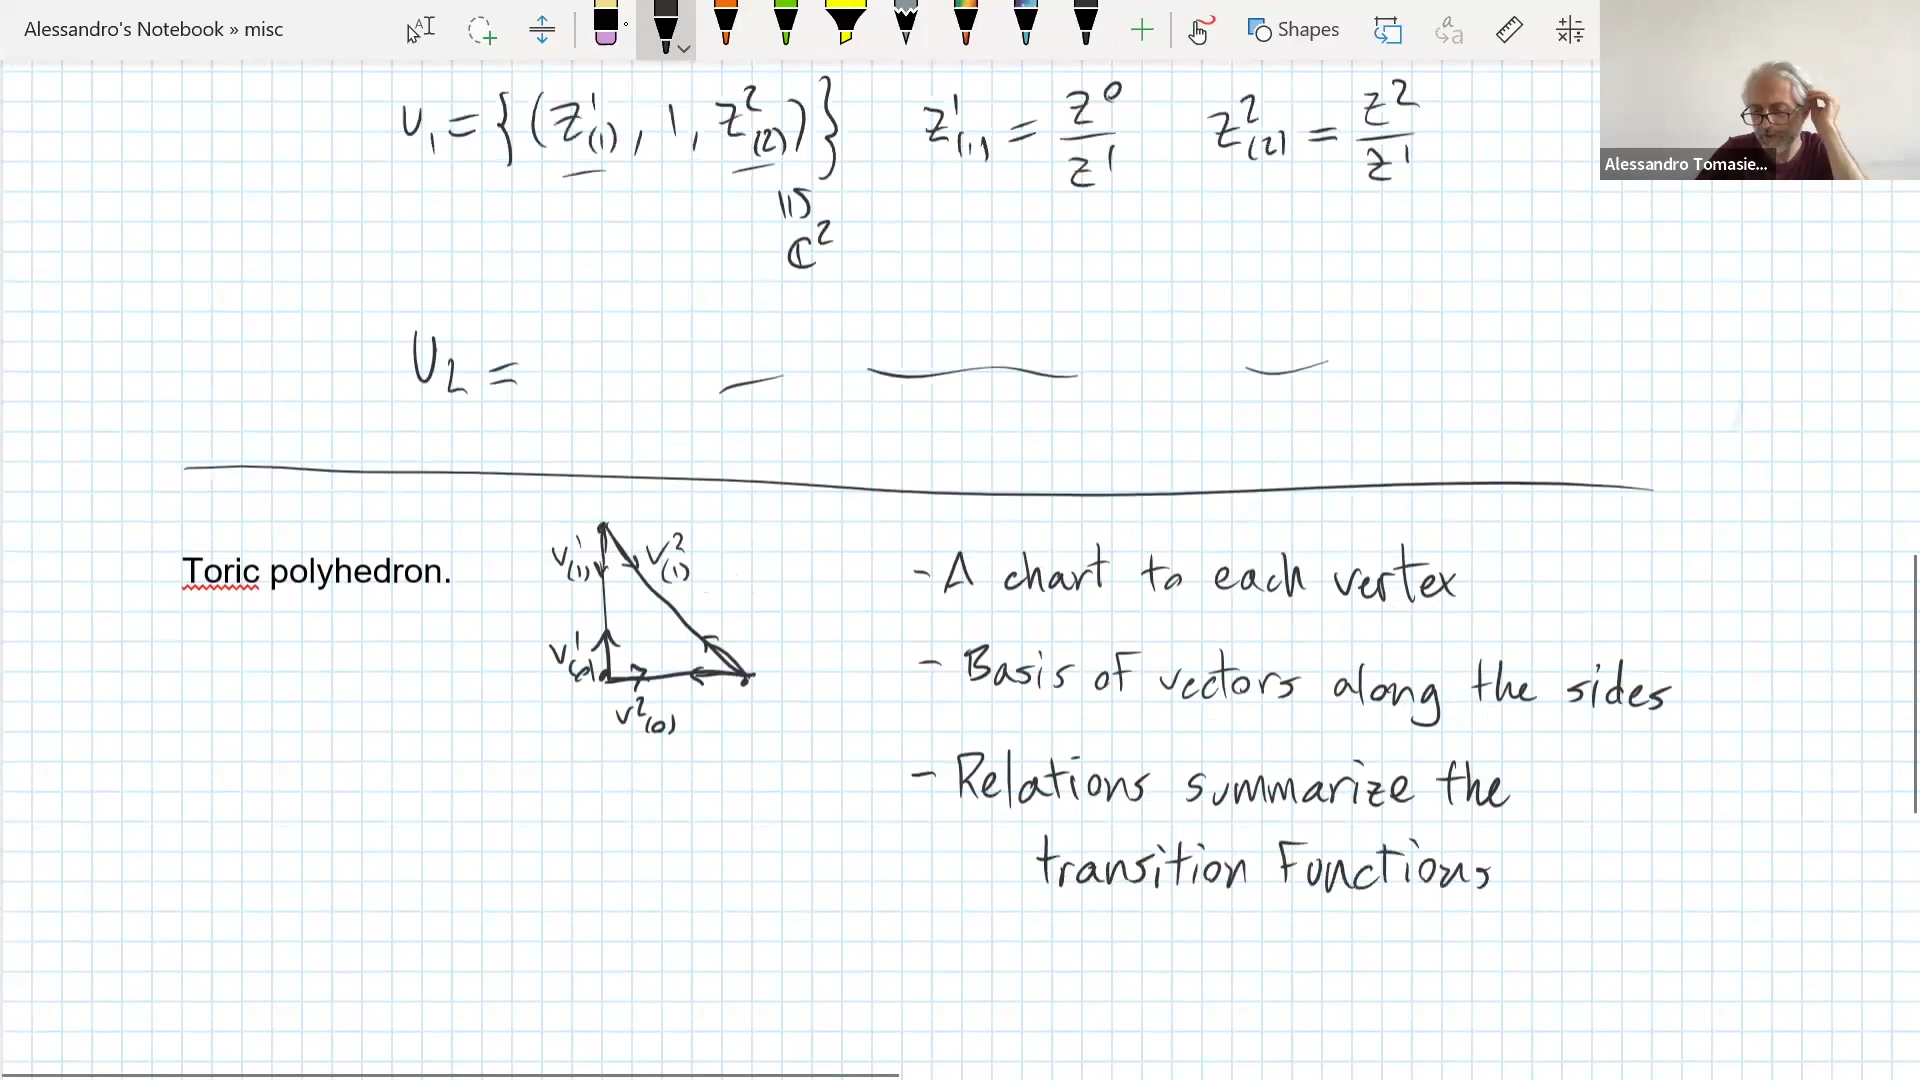 Alessandro's Notebook » misc
Shapes
Alessandro Tomasie...
U₁ = { (Z¹₍₁₎, 1, Z²₍₂₎) } Z¹₍₁₎ = Z⁰/Z¹ Z²₍₂₎ = Z²/Z¹
ℂ²
U₂ =
Toric polyhedron.
V¹₍₁₎ V²₍₁₎
V¹₍₀₎
V²₍₀₎
- A chart to each vertex
- Basis of vectors along the sides
- Relations summarize the
transition Functions